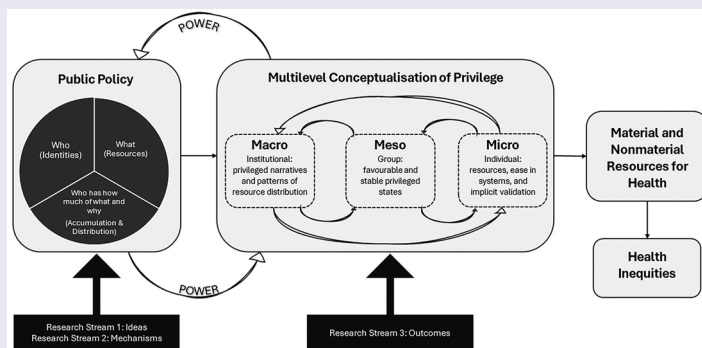 POWER
Public Policy
Who
(Identities)
What
(Resources)
Who has how
much of what and
why
(Accumulation &
Distribution)
Multilevel Conceptualisation of Privilege
Macro
Institutional:
privileged narratives
and patterns of
resource distribution
Meso
Group:
favourable and
stable privileged
states
Micro
Individual:
resources, ease in
systems, and
implicit validation
Material and
Nonmaterial
Resources for
Health
Health
Inequities
POWER
Research Stream 1: Ideas
Research Stream 2: Mechanisms
Research Stream 3: Outcomes